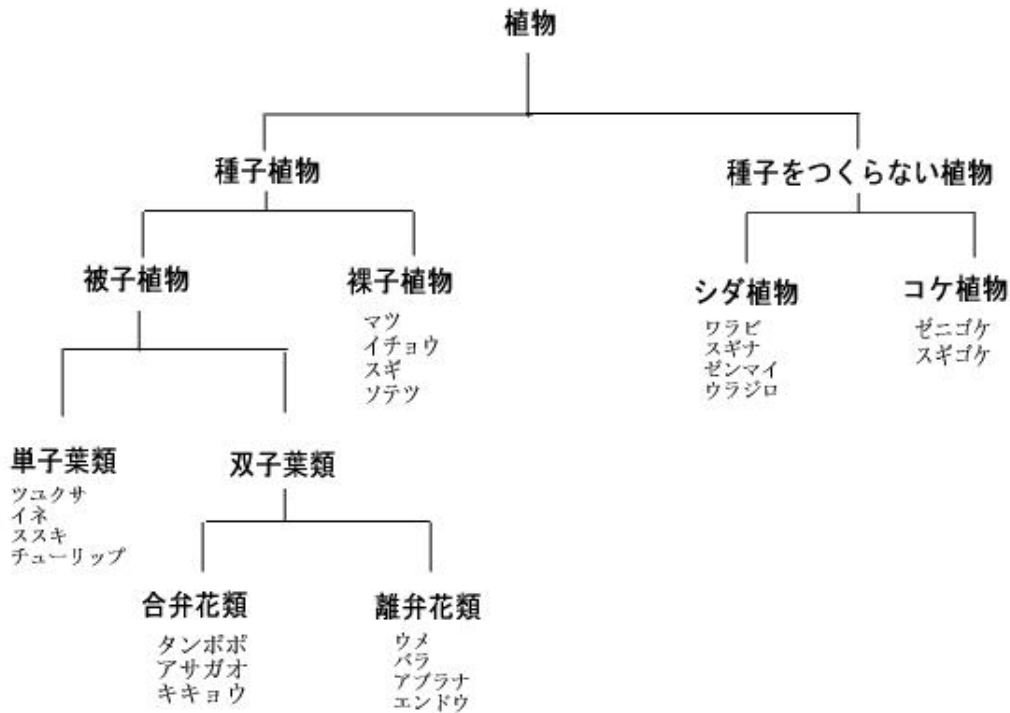 植物
種子植物
種子をつくらない植物
被子植物
裸子植物
シダ植物
コケ植物
マツ
イチョウ
スギ
ソテツ
ワラビ
スギナ
ゼンマイ
ウラジロ
ゼニゴケ
スギゴケ
単子葉類
双子葉類
ツユクサ
イネ
ススキ
チューリップ
合弁花類
離弁花類
タンポポ
アサガオ
キキョウ
ウメ
バラ
アブラナ
エンドウ